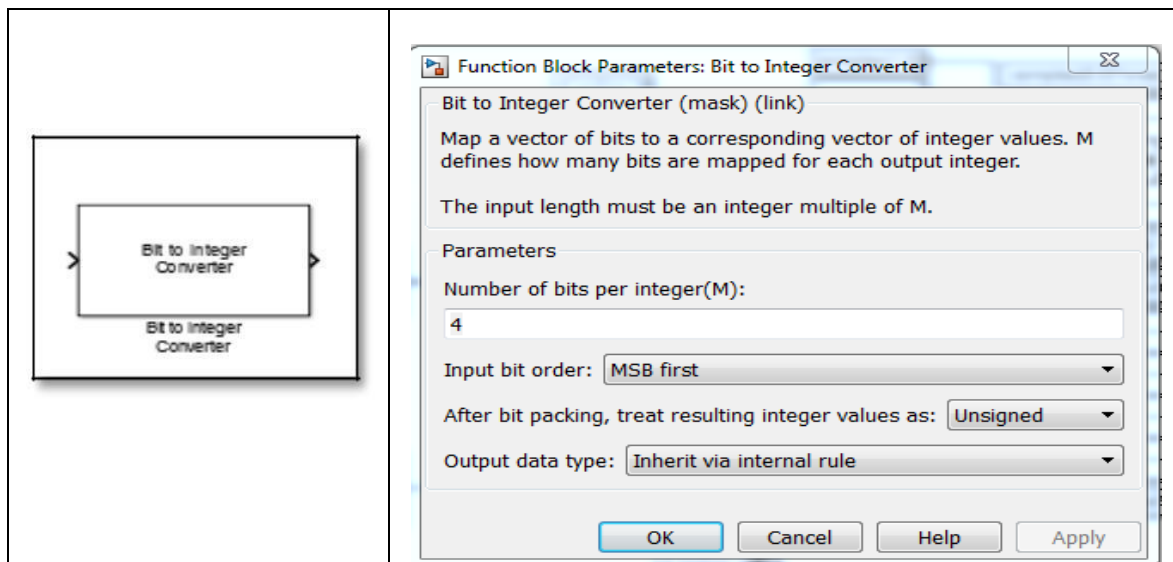 Bit to Integer
Converter
Bit to Integer
Converter
Function Block Parameters: Bit to Integer Converter
Bit to Integer Converter (mask) (link)
Map a vector of bits to a corresponding vector of integer values. M
defines how many bits are mapped for each output integer.
The input length must be an integer multiple of M.
Parameters
Number of bits per integer(M):
4
Input bit order: MSB first
After bit packing, treat resulting integer values as: Unsigned
Output data type: Inherit via internal rule
OK Cancel Help Apply